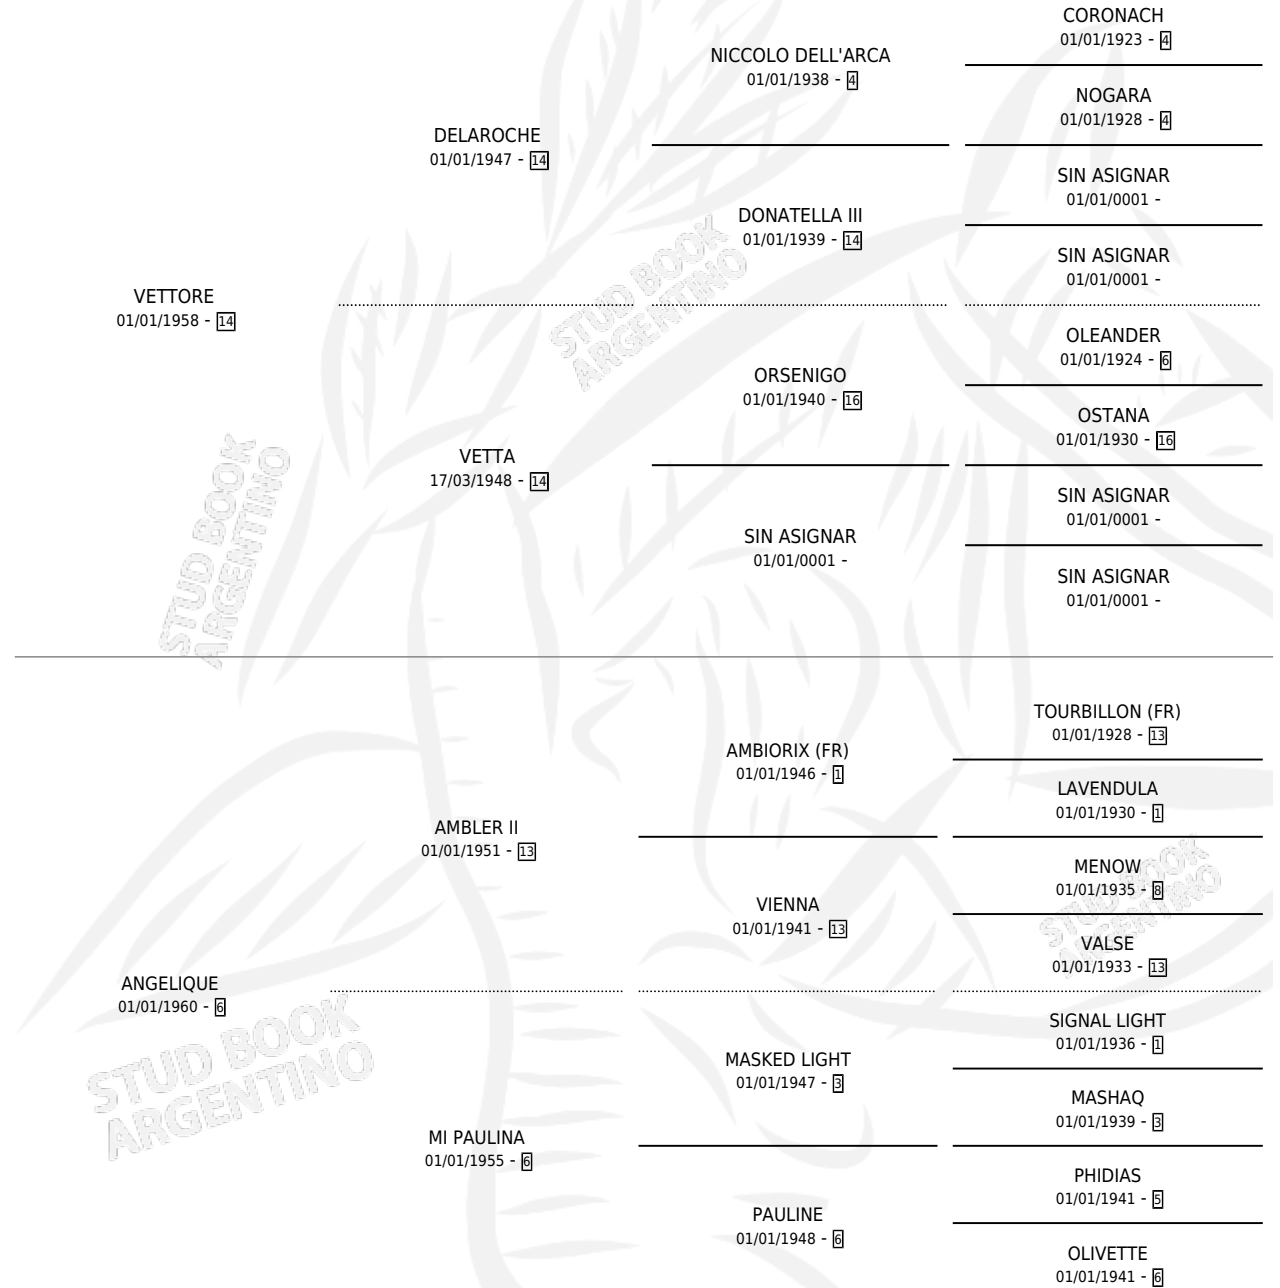 CORONACH
01/01/1923 - 4
NICCOLO DELL'ARCA
01/01/1938 - 4
NOGARA
01/01/1928 - 4
DELAROCHE
01/01/1947 - 14
SIN ASIGNAR
01/01/0001 -
DONATELLA III
01/01/1939 - 14
SIN ASIGNAR
01/01/0001 -
VETTORE
01/01/1958 - 14
OLEANDER
01/01/1924 - 6
ORSENIGO
01/01/1940 - 16
OSTANA
01/01/1930 - 16
VETTA
17/03/1948 - 14
SIN ASIGNAR
01/01/0001 -
SIN ASIGNAR
01/01/0001 -
SIN ASIGNAR
01/01/0001 -
TOURBILLON (FR)
01/01/1928 - 13
AMBIORIX (FR)
01/01/1946 - 1
LAVENDULA
01/01/1930 - 1
AMBLER II
01/01/1951 - 13
MENOW
01/01/1935 - 8
VIENNA
01/01/1941 - 13
VALSE
01/01/1933 - 13
ANGELIQUE
01/01/1960 - 6
SIGNAL LIGHT
01/01/1936 - 1
MASKED LIGHT
01/01/1947 - 3
MASHAQ
01/01/1939 - 3
MI PAULINA
01/01/1955 - 6
PHIDIAS
01/01/1941 - 5
PAULINE
01/01/1948 - 6
OLIVETTE
01/01/1941 - 6
STUD BOOK
ARGENTINO
STUD BOOK
ARGENTINO
STUD BOOK
ARGENTINO
STUD BOOK
ARGENTINO